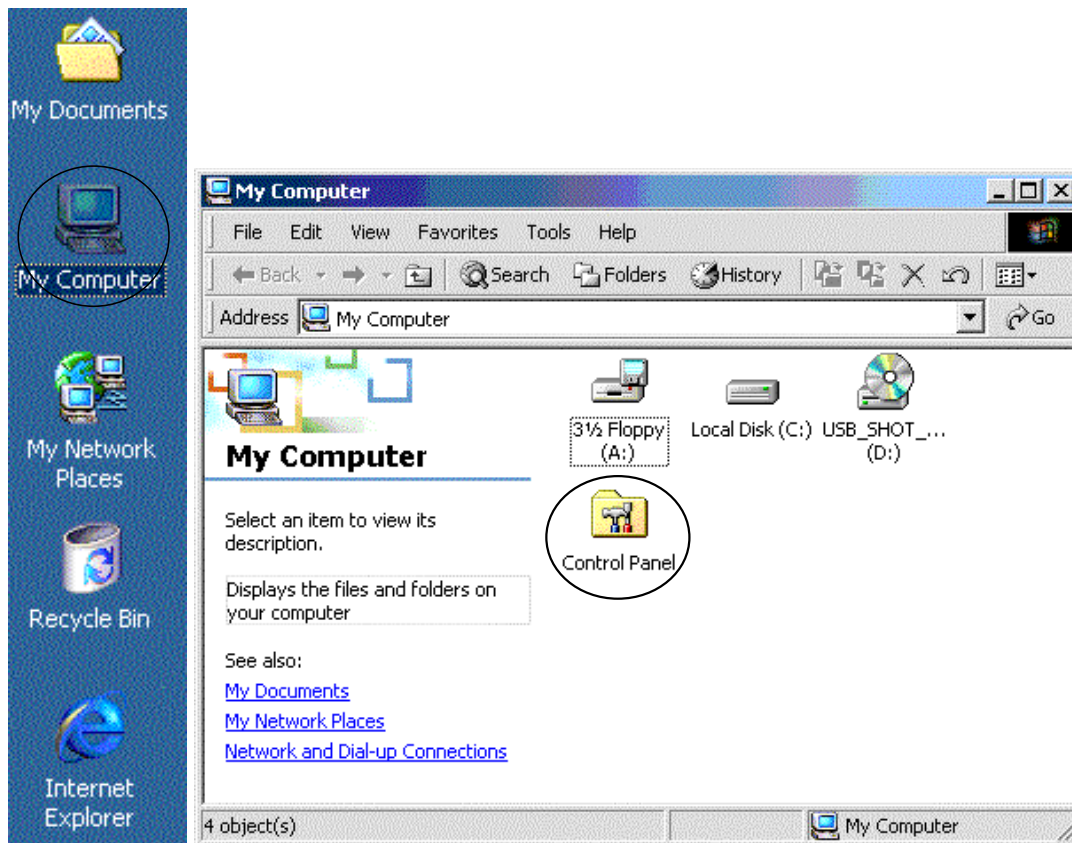 My Documents
My Computer
My Network
Places
Recycle Bin
Internet
Explorer
My Computer
File Edit View Favorites Tools Help
Back Search Folders History
Address My Computer Go
My Computer
Select an item to view its
description.
Displays the files and folders on
your computer
See also:
My Documents
My Network Places
Network and Dial-up Connections
3½ Floppy
(A:)
Local Disk (C:)
USB_SHOT_...
(D:)
Control Panel
4 object(s) My Computer